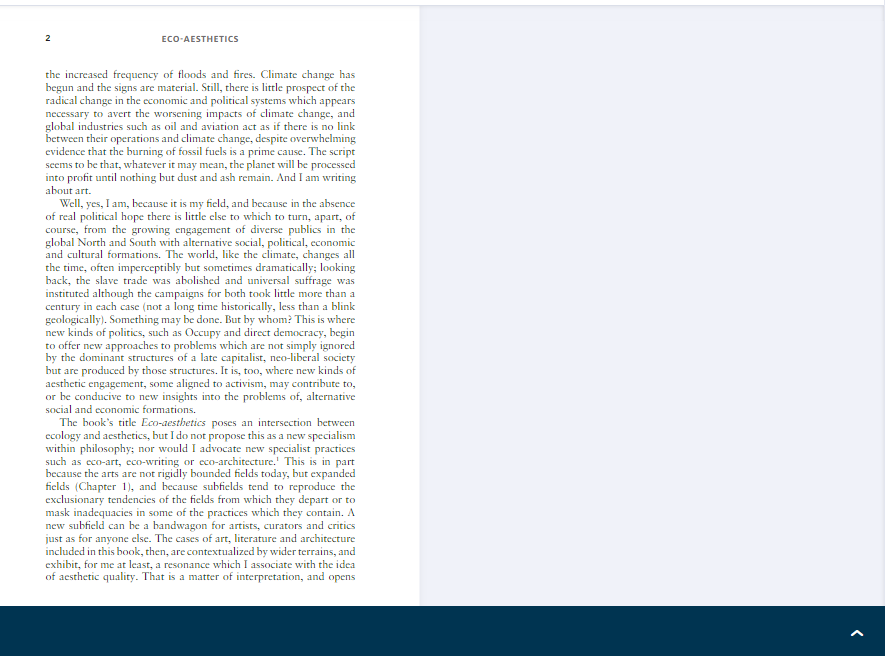 2
ECO-AESTHETICS
the increased frequency of floods and fires. Climate change has
begun and the signs are material. Still, there is little prospect of the
radical change in the economic and political systems which appears
necessary to avert the worsening impacts of climate change, and
global industries such as oil and aviation act as if there is no link
between their operations and climate change, despite overwhelming
evidence that the burning of fossil fuels is a prime cause. The script
seems to be that, whatever it may mean, the planet will be processed
into profit until nothing but dust and ash remain. And I am writing
about art.
Well, yes, I am, because it is my field, and because in the absence
of real political hope there is little else to which to turn, apart, of
course, from the growing engagement of diverse publics in the
global North and South with alternative social, political, economic
and cultural formations. The world, like the climate, changes all
the time, often imperceptibly but sometimes dramatically; looking
back, the slave trade was abolished and universal suffrage was
instituted although the campaigns for both took little more than a
century in each case (not a long time historically, less than a blink
geologically). Something may be done. But by whom? This is where
new kinds of politics, such as Occupy and direct democracy, begin
to offer new approaches to problems which are not simply ignored
by the dominant structures of a late capitalist, neo-liberal society
but are produced by those structures. It is, too, where new kinds of
aesthetic engagement, some aligned to activism, may contribute to,
or be conducive to new insights into the problems of, alternative
social and economic formations.
The book's title Eco-aesthetics poses an intersection between
ecology and aesthetics, but I do not propose this as a new specialism
within philosophy; nor would I advocate new specialist practices
such as eco-art, eco-writing or eco-architecture.¹ This is in part
because the arts are not rigidly bounded fields today, but expanded
fields (Chapter 1), and because subfields tend to reproduce the
exclusionary tendencies of the fields from which they depart or to
mask inadequacies in some of the practices which they contain. A
new subfield can be a bandwagon for artists, curators and critics
just as for anyone else. The cases of art, literature and architecture
included in this book, then, are contextualized by wider terrains, and
exhibit, for me at least, a resonance which I associate with the idea
of aesthetic quality. That is a matter of interpretation, and opens